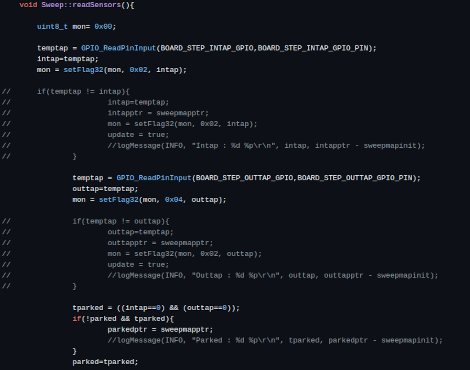 void Sweep::readSensors(){
uint8_t mon= 0x00;
temptap = GPIO_ReadPinInput(BOARD_STEP_INTAP_GPIO,BOARD_STEP_INTAP_GPIO_PIN);
intap=temptap;
mon = setFlag32(mon, 0x02, intap);
// if(temptap != intap){
// intap=temptap;
// intapptr = sweepmapptr;
// mon = setFlag32(mon, 0x02, intap);
// update = true;
// //logMessage(INFO, "Intap : %d %p\r\n", intap, intapptr - sweepmapinit);
// }
temptap = GPIO_ReadPinInput(BOARD_STEP_OUTTAP_GPIO,BOARD_STEP_OUTTAP_GPIO_PIN);
outtap=temptap;
mon = setFlag32(mon, 0x04, outtap);
// if(temptap != outtap){
// outtap=temptap;
// outtapptr = sweepmapptr;
// mon = setFlag32(mon, 0x02, outtap);
// update = true;
// //logMessage(INFO, "Outtap : %d %p\r\n", outtap, outtapptr - sweepmapinit);
// }
tparked = ((intap==0) && (outtap==0));
if(!parked && tparked){
parkedptr = sweepmapptr;
//logMessage(INFO, "Parked : %d %p\r\n", tparked, parkedptr - sweepmapinit);
}
parked=tparked;